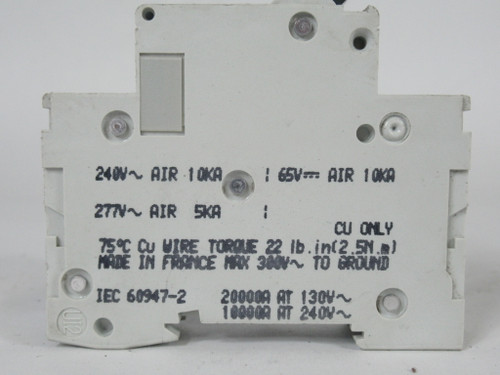 240V~ AIR 10KA | 65V⎓ AIR 10KA
277V~ AIR 5KA |
CU ONLY
75ºC Cu WIRE TORQUE 22 lb.in(2.5N.m)
MADE IN FRANCE MAX 300V~ TO GROUND
IEC 60947-2 20000A AT 130V~
10000A AT 240V~